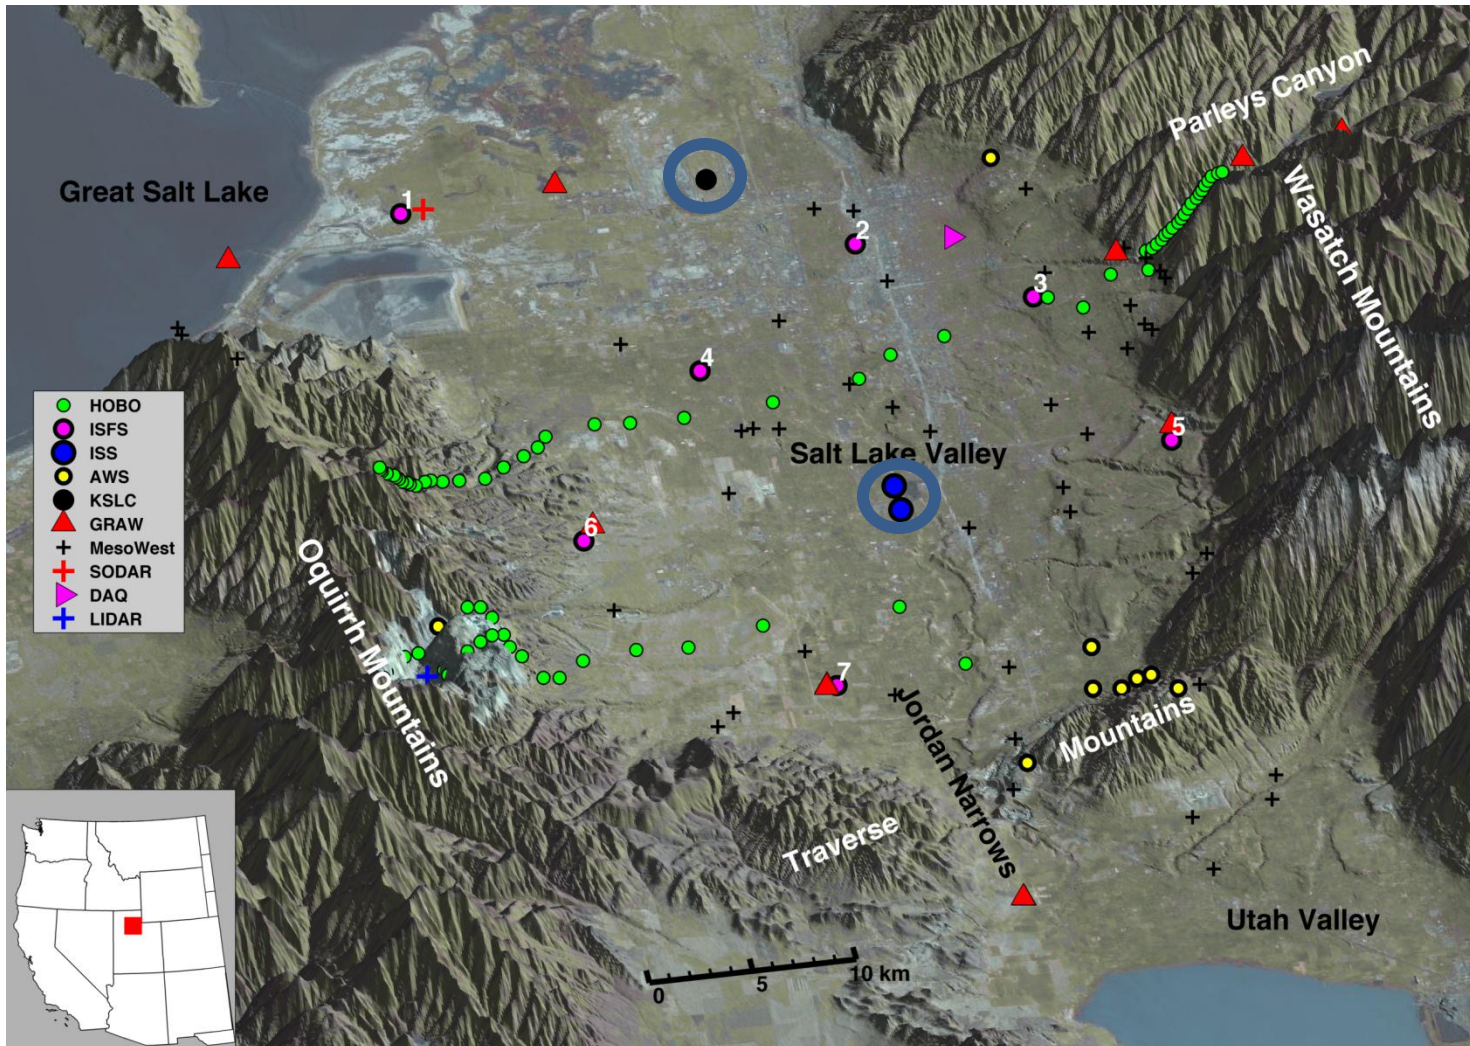 Parleys Canyon
Great Salt Lake
Wasatch Mountains
1
2
3
4
5
Salt Lake Valley
HOBO
ISFS
ISS
AWS
KSLC
GRAW
MesoWest
SODAR
DAQ
LIDAR
6
Oquirrh Mountains
7
Jordan Narrows
Mountains
Traverse
Utah Valley
0
5
10 km